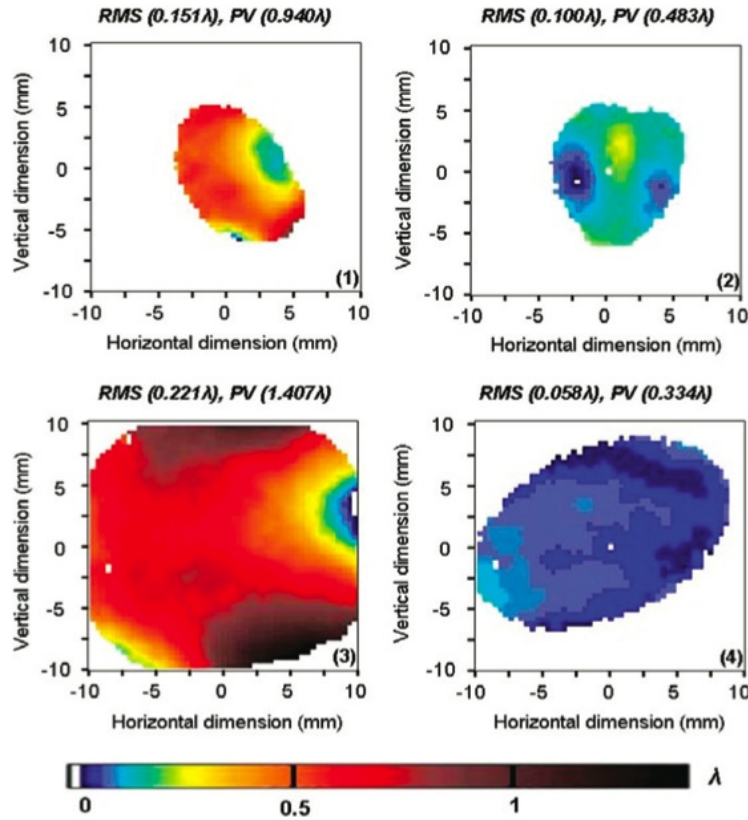 RMS (0.151λ), PV (0.940λ)
RMS (0.100λ), PV (0.483λ)
Vertical dimension (mm)
10
5
0
-5
-10
(1)
-10 -5 0 5 10
Horizontal dimension (mm)
Vertical dimension (mm)
10
5
0
-5
-10
(2)
-10 -5 0 5 10
Horizontal dimension (mm)
RMS (0.221λ), PV (1.407λ)
RMS (0.058λ), PV (0.334λ)
Vertical dimension (mm)
10
5
0
-5
-10
(3)
-10 -5 0 5 10
Horizontal dimension (mm)
Vertical dimension (mm)
10
5
0
-5
-10
(4)
-10 -5 0 5 10
Horizontal dimension (mm)
λ
0 0.5 1